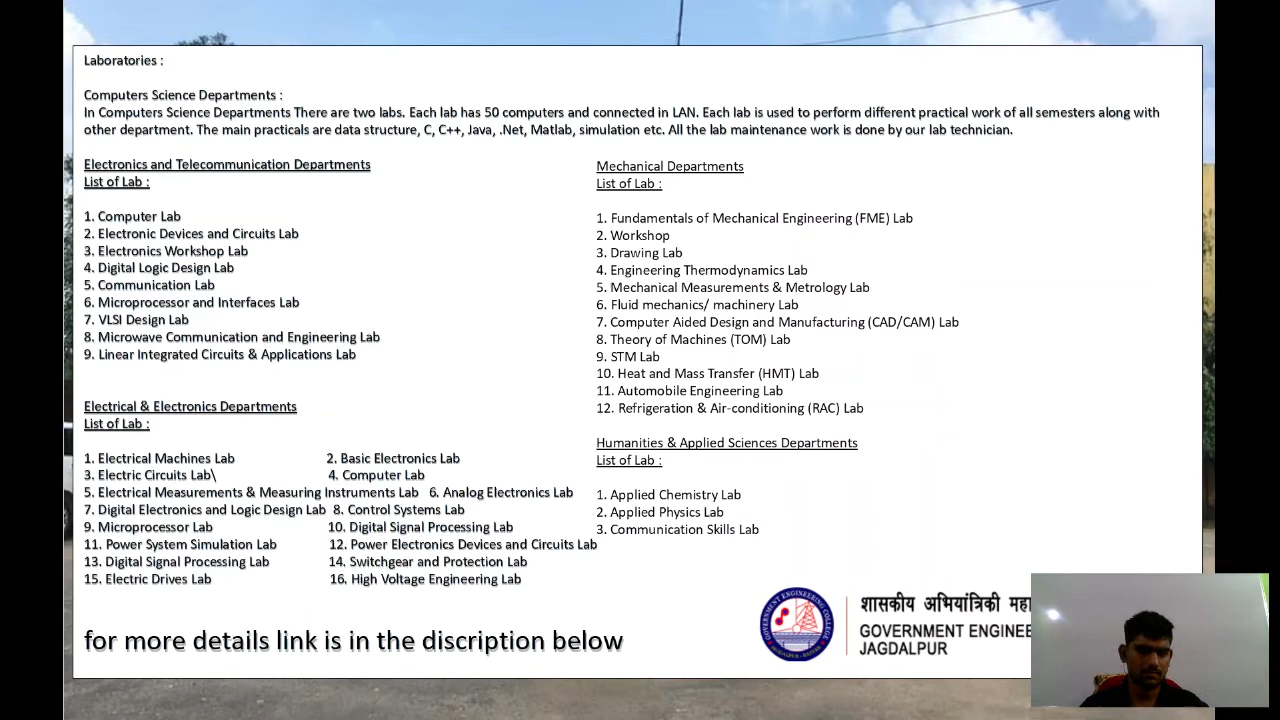 Laboratories :
Computers Science Departments :
In Computers Science Departments There are two labs. Each lab has 50 computers and connected in LAN. Each lab is used to perform different practical work of all semesters along with
other department. The main practicals are data structure, C, C++, Java, .Net, Matlab, simulation etc. All the lab maintenance work is done by our lab technician.
Electronics and Telecommunication Departments
List of Lab :
1. Computer Lab
2. Electronic Devices and Circuits Lab
3. Electronics Workshop Lab
4. Digital Logic Design Lab
5. Communication Lab
6. Microprocessor and Interfaces Lab
7. VLSI Design Lab
8. Microwave Communication and Engineering Lab
9. Linear Integrated Circuits & Applications Lab
Electrical & Electronics Departments
List of Lab :
1. Electrical Machines Lab 2. Basic Electronics Lab
3. Electric Circuits Lab\ 4. Computer Lab
5. Electrical Measurements & Measuring Instruments Lab 6. Analog Electronics Lab
7. Digital Electronics and Logic Design Lab 8. Control Systems Lab
9. Microprocessor Lab 10. Digital Signal Processing Lab
11. Power System Simulation Lab 12. Power Electronics Devices and Circuits Lab
13. Digital Signal Processing Lab 14. Switchgear and Protection Lab
15. Electric Drives Lab 16. High Voltage Engineering Lab
Mechanical Departments
List of Lab :
1. Fundamentals of Mechanical Engineering (FME) Lab
2. Workshop
3. Drawing Lab
4. Engineering Thermodynamics Lab
5. Mechanical Measurements & Metrology Lab
6. Fluid mechanics/ machinery Lab
7. Computer Aided Design and Manufacturing (CAD/CAM) Lab
8. Theory of Machines (TOM) Lab
9. STM Lab
10. Heat and Mass Transfer (HMT) Lab
11. Automobile Engineering Lab
12. Refrigeration & Air-conditioning (RAC) Lab
Humanities & Applied Sciences Departments
List of Lab :
1. Applied Chemistry Lab
2. Applied Physics Lab
3. Communication Skills Lab
for more details link is in the discription below
GOVERNMENT ENGINEERING COLLEGE
शासकीय अभियांत्रिकी महा
GOVERNMENT ENGINE
JAGDALPUR